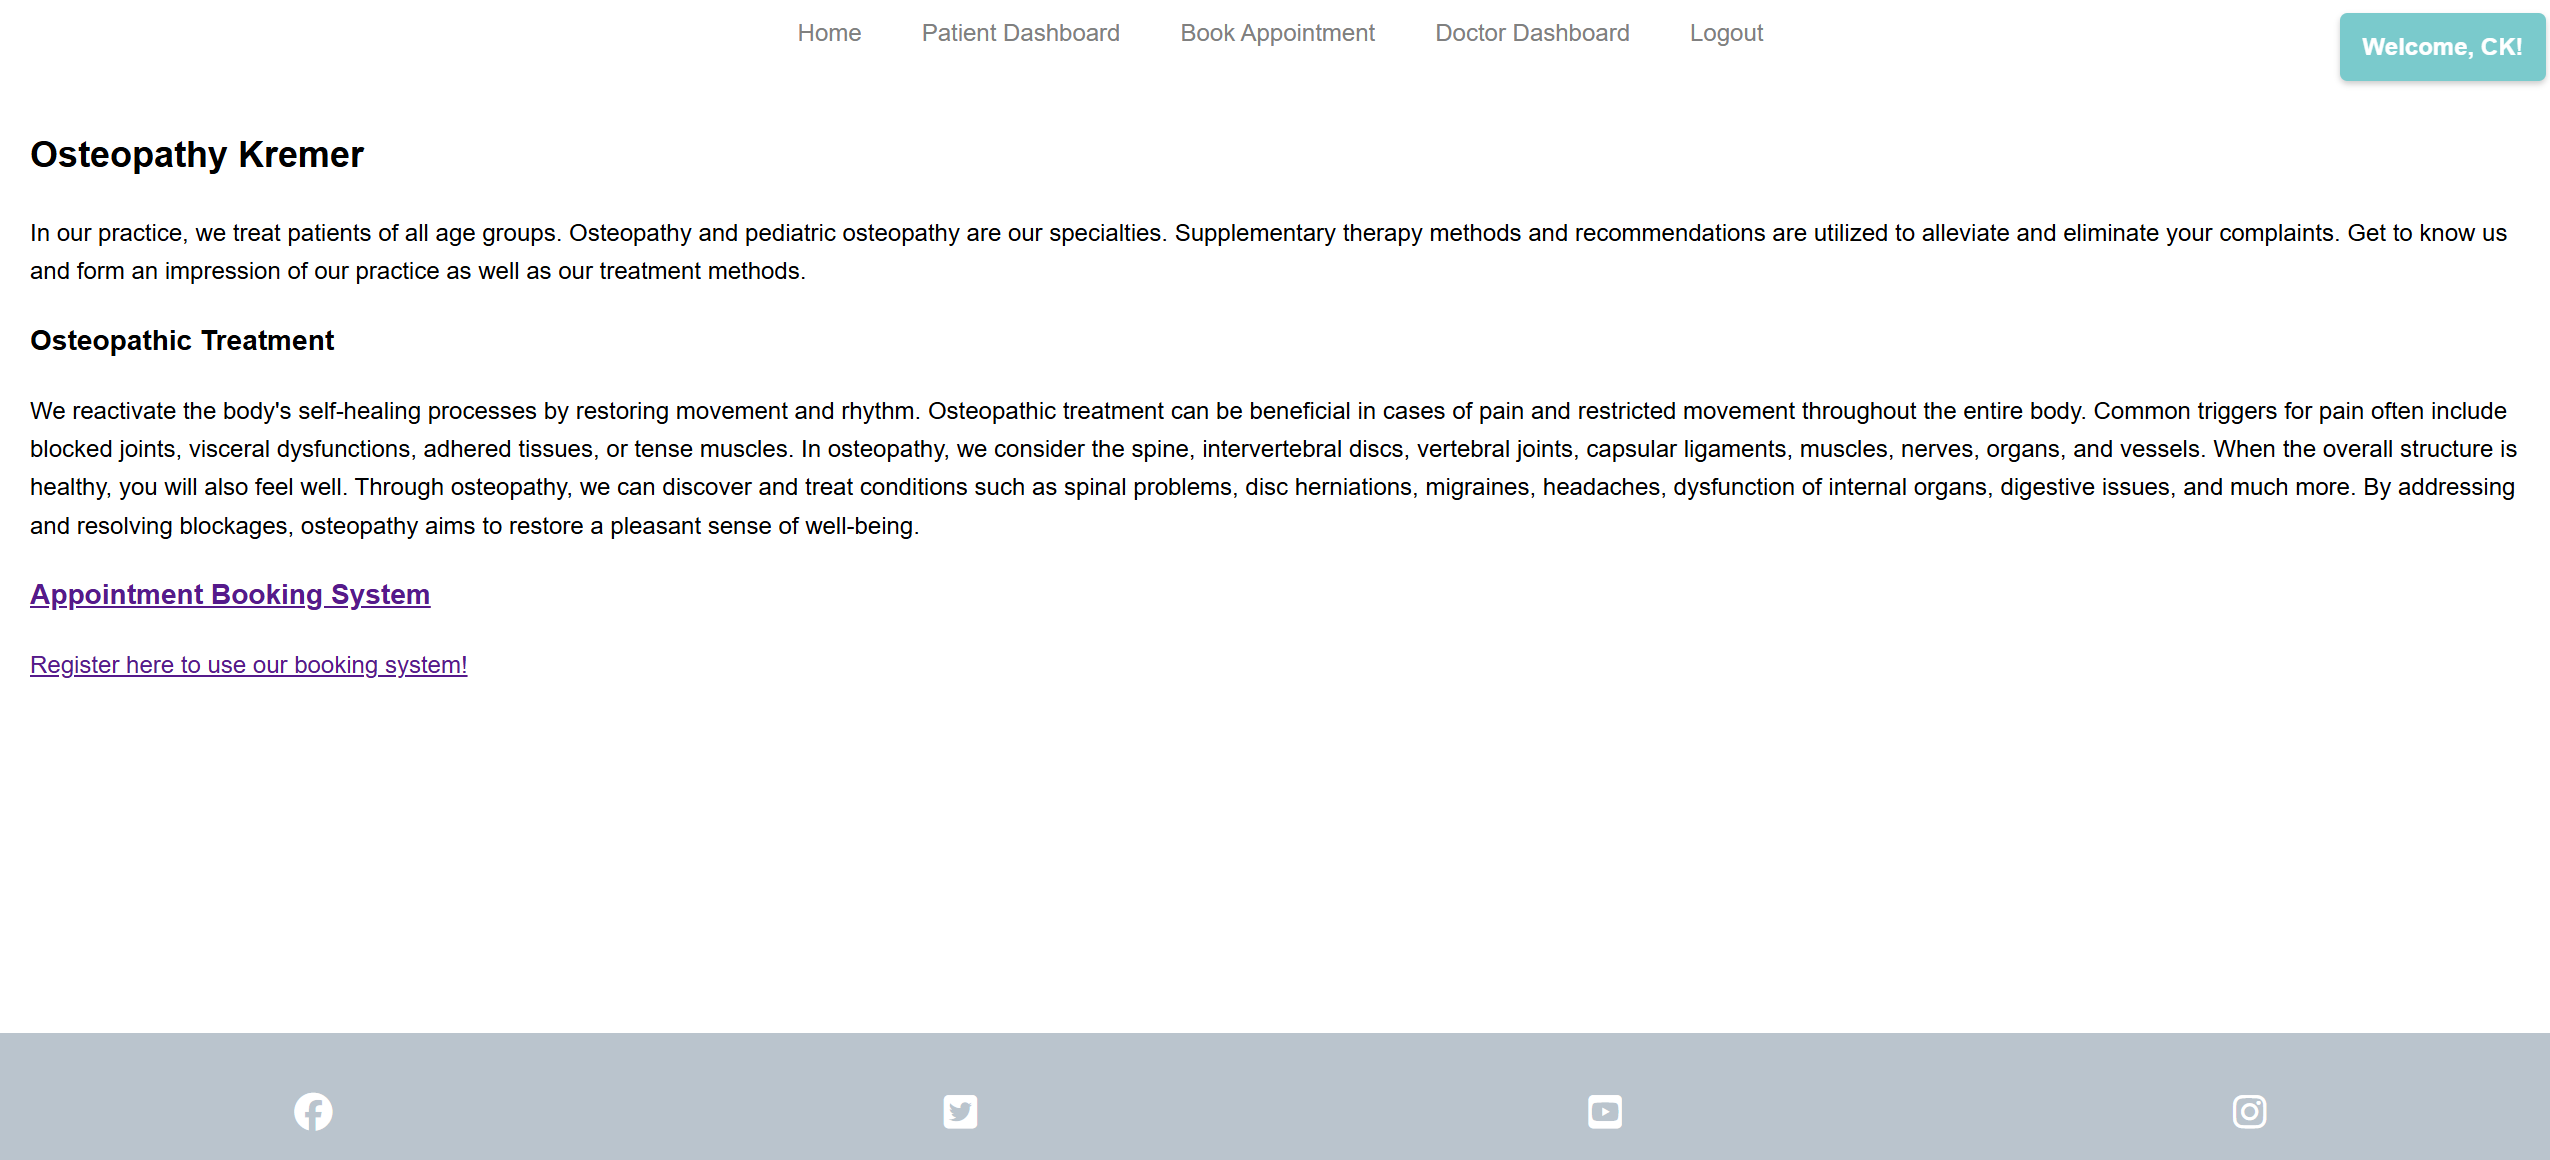 Home Patient Dashboard Book Appointment Doctor Dashboard Logout
Welcome, CK!
Osteopathy Kremer
In our practice, we treat patients of all age groups. Osteopathy and pediatric osteopathy are our specialties. Supplementary therapy methods and recommendations are utilized to alleviate and eliminate your complaints. Get to know us
and form an impression of our practice as well as our treatment methods.
Osteopathic Treatment
We reactivate the body's self-healing processes by restoring movement and rhythm. Osteopathic treatment can be beneficial in cases of pain and restricted movement throughout the entire body. Common triggers for pain often include
blocked joints, visceral dysfunctions, adhered tissues, or tense muscles. In osteopathy, we consider the spine, intervertebral discs, vertebral joints, capsular ligaments, muscles, nerves, organs, and vessels. When the overall structure is
healthy, you will also feel well. Through osteopathy, we can discover and treat conditions such as spinal problems, disc herniations, migraines, headaches, dysfunction of internal organs, digestive issues, and much more. By addressing
and resolving blockages, osteopathy aims to restore a pleasant sense of well-being.
Appointment Booking System
Register here to use our booking system!